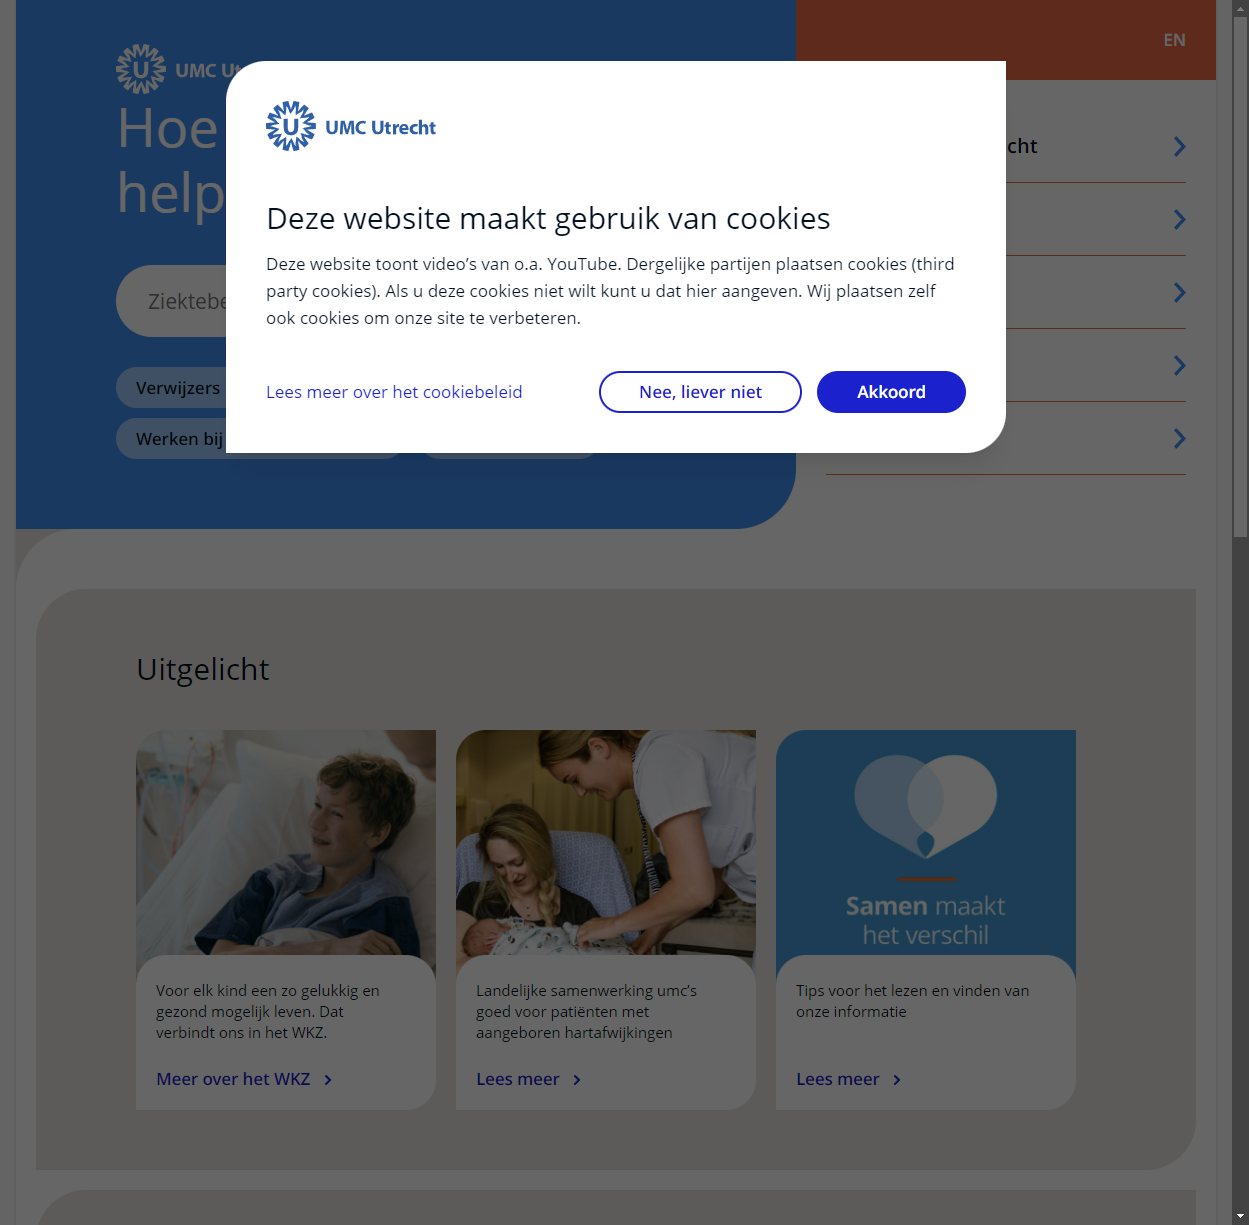 EN
UMC
Hoe
help
cht
UMC Utrecht
Deze website maakt gebruik van cookies
Deze website toont video’s van o.a. YouTube. Dergelijke partijen plaatsen cookies (third
party cookies). Als u deze cookies niet wilt kunt u dat hier aangeven. Wij plaatsen zelf
ook cookies om onze site te verbeteren.
Lees meer over het cookiebeleid
Nee, liever niet
Akkoord
Verwijzers
Werken bij
Uitgelicht
Samen maakt
het verschil
Voor elk kind een zo gelukkig en
gezond mogelijk leven. Dat
verbindt ons in het WKZ.
Meer over het WKZ
Landelijke samenwerking umc’s
goed voor patiënten met
aangeboren hartafwijkingen
Lees meer
Tips voor het lezen en vinden van
onze informatie
Lees meer